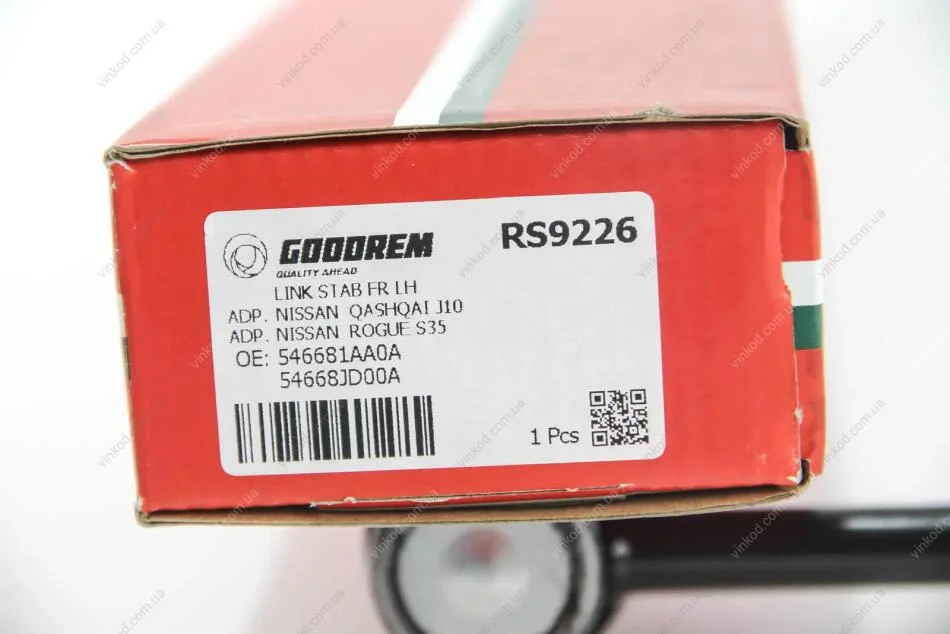 GOODREM
QUALITY AHEAD
RS9226
LINK STAB FR LH
ADP. NISSAN QASHQAI J10
ADP. NISSAN ROGUE S35
OE: 546681AA0A
54668JD00A
1 Pcs
vinkod.com.ua